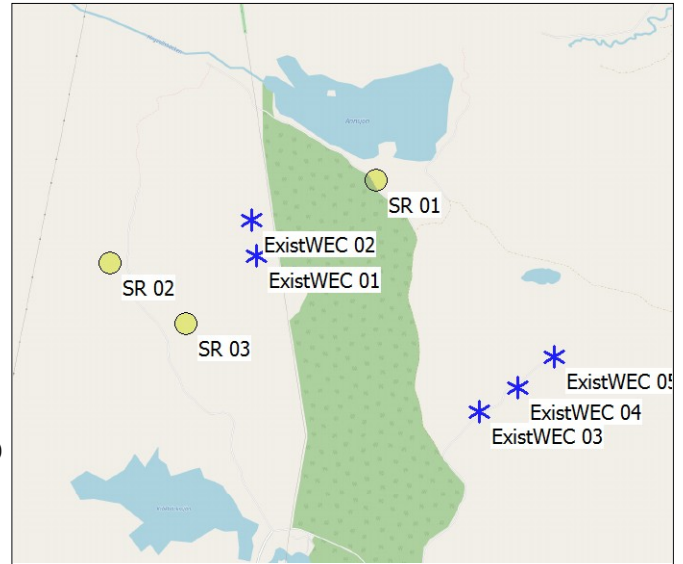 SR 01
ExistWEC 02
ExistWEC 01
SR 02
SR 03
ExistWEC 05
ExistWEC 04
ExistWEC 03
)